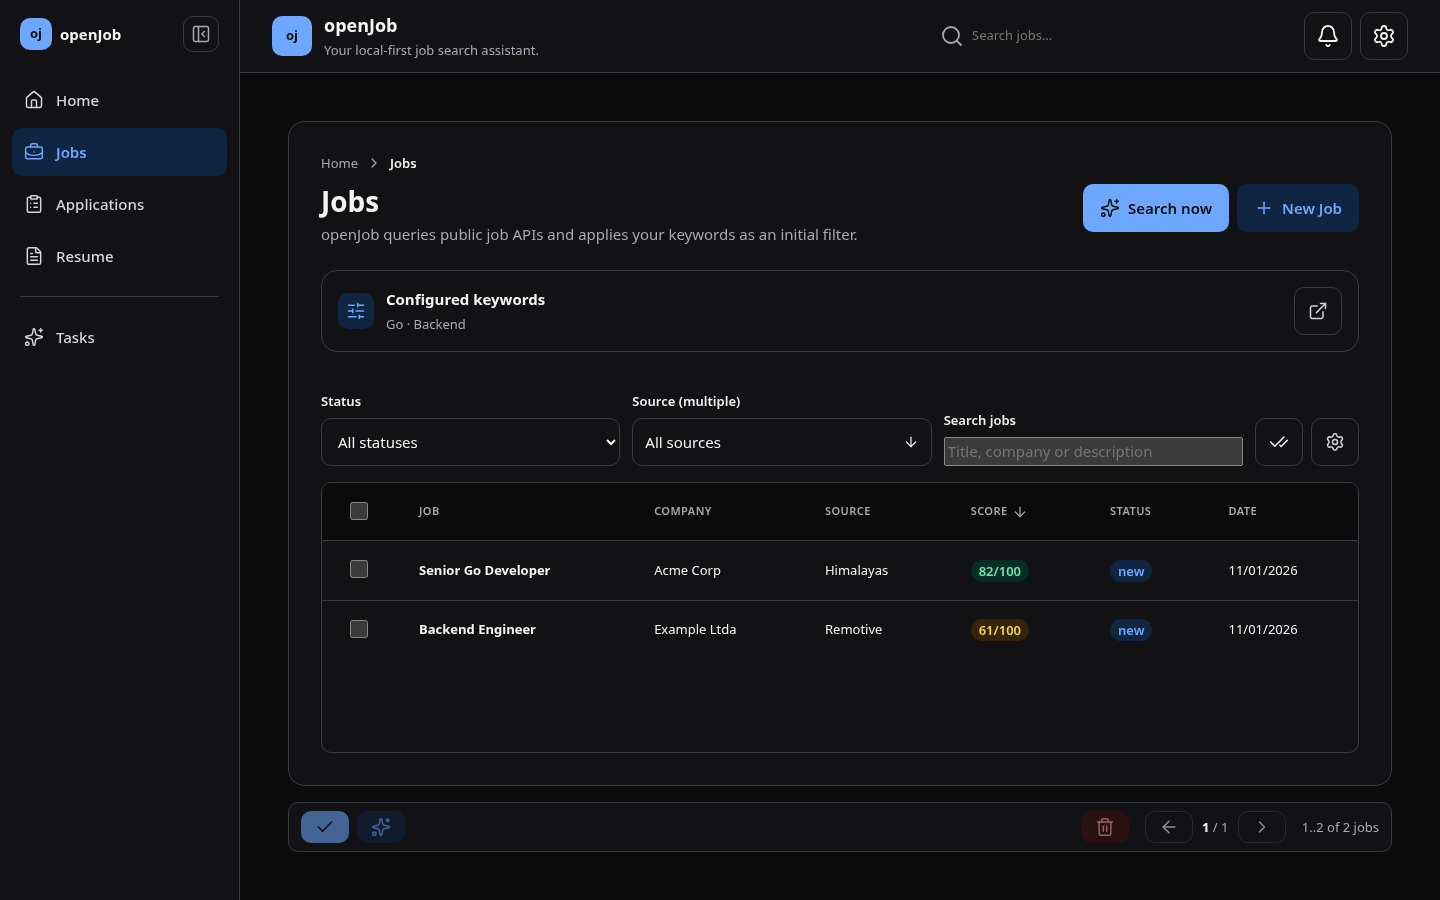 oj openJob
Home
Jobs
Applications
Resume
Tasks
oj
openJob
Your local-first job search assistant.
Search jobs...
Home Jobs
Jobs
openJob queries public job APIs and applies your keywords as an initial filter.
Search now
New Job
Configured keywords
Go · Backend
Status
All statuses
Source (multiple)
All sources
Search jobs
Title, company or description
JOB COMPANY SOURCE SCORE STATUS DATE
Senior Go Developer Acme Corp Himalayas 82/100 new 11/01/2026
Backend Engineer Example Ltda Remotive 61/100 new 11/01/2026
1 / 1
1..2 of 2 jobs